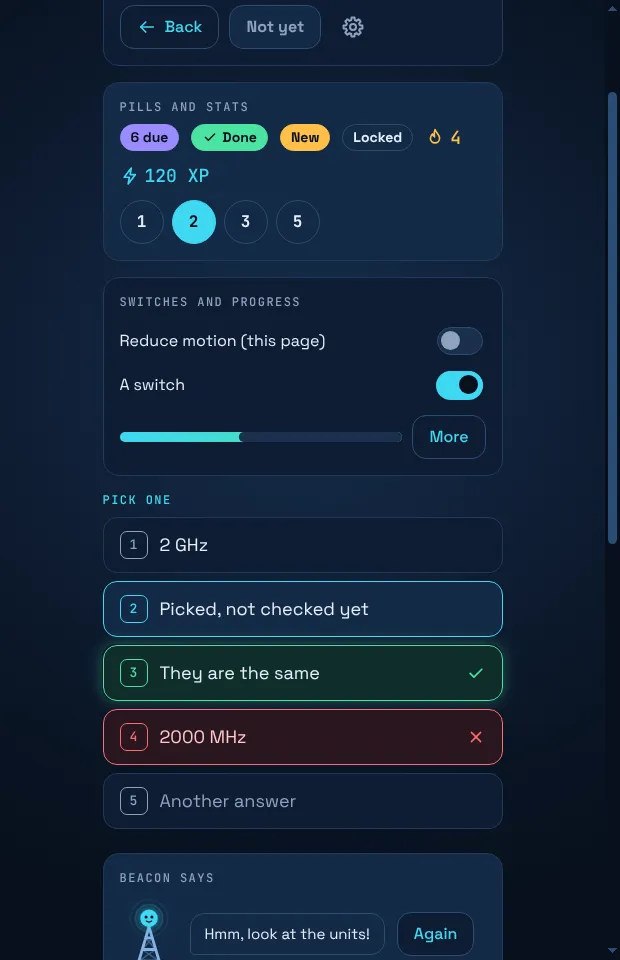 Back Not yet
PILLS AND STATS
6 due Done New Locked 4
120 XP
1 2 3 5
SWITCHES AND PROGRESS
Reduce motion (this page)
A switch
More
PICK ONE
1 2 GHz
2 Picked, not checked yet
3 They are the same
4 2000 MHz
5 Another answer
BEACON SAYS
Hmm, look at the units! Again